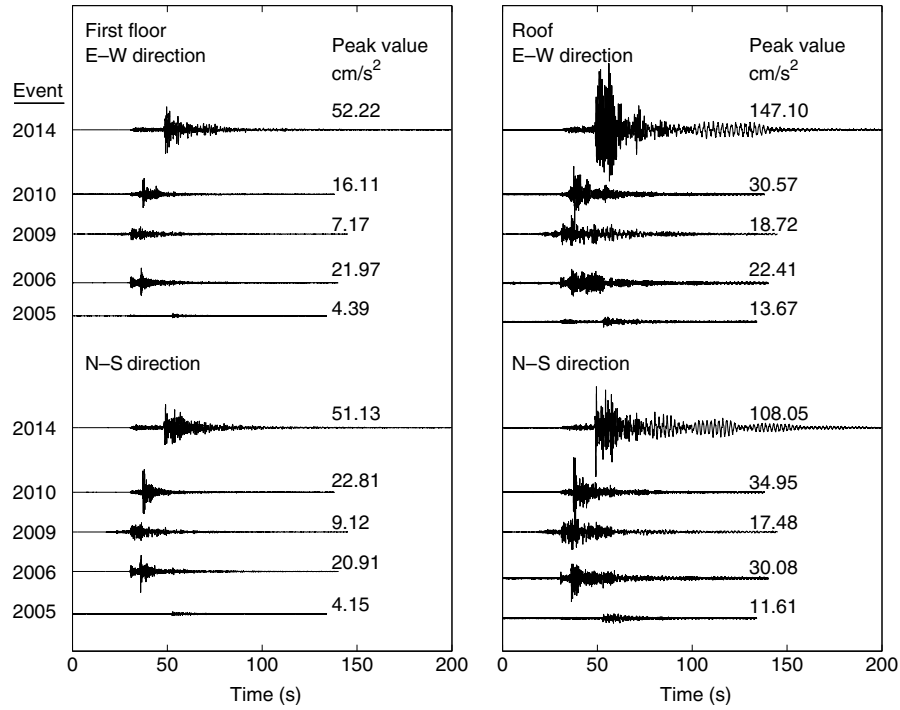 First floor
E–W direction
Peak value
cm/s²
Event
2014
52.22
2010
16.11
2009
7.17
2006
21.97
2005
4.39
N–S direction
2014
51.13
2010
22.81
2009
9.12
2006
20.91
2005
4.15
0 50 100 150 200
Time (s)
Roof
E–W direction
Peak value
cm/s²
147.10
30.57
18.72
22.41
13.67
N–S direction
108.05
34.95
17.48
30.08
11.61
0 50 100 150 200
Time (s)